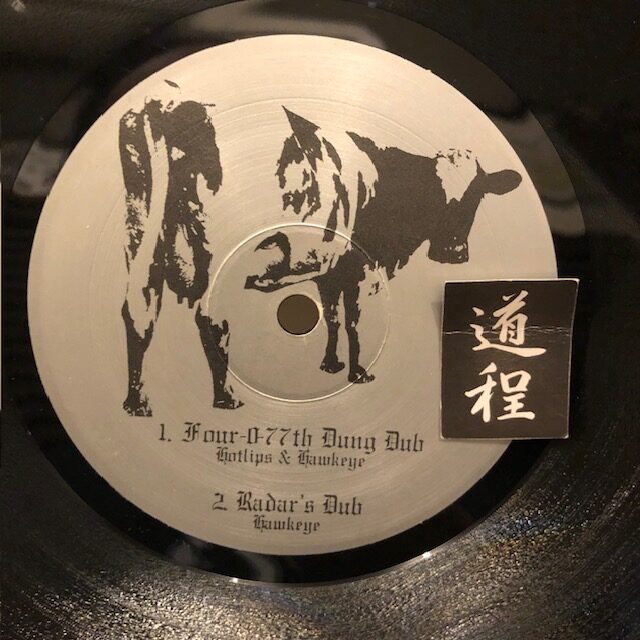 1. Four-0-77th Dung Dub
Hotlips & Hawkeye
2. Radar's Dub
Hawkeye
道程